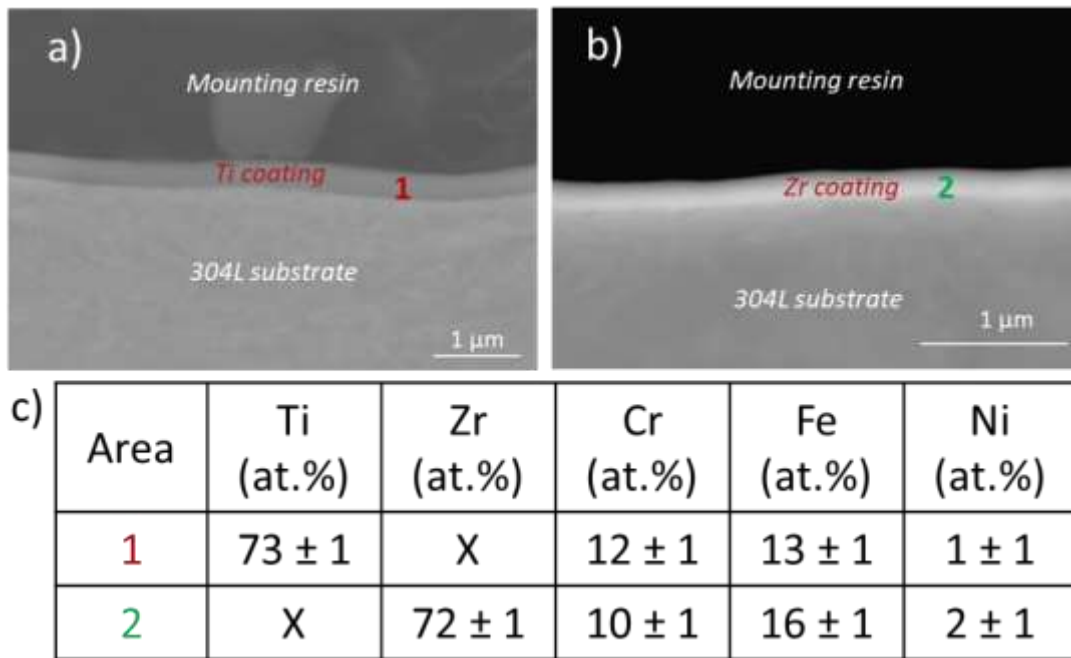 a)
Mounting resin
Ti coating
1
304L substrate
1 μm
b)
Mounting resin
Zr coating
2
304L substrate
1 μm
c)
Area Ti (at.%) Zr (at.%) Cr (at.%) Fe (at.%) Ni (at.%)
1 73 ± 1 X 12 ± 1 13 ± 1 1 ± 1
2 X 72 ± 1 10 ± 1 16 ± 1 2 ± 1